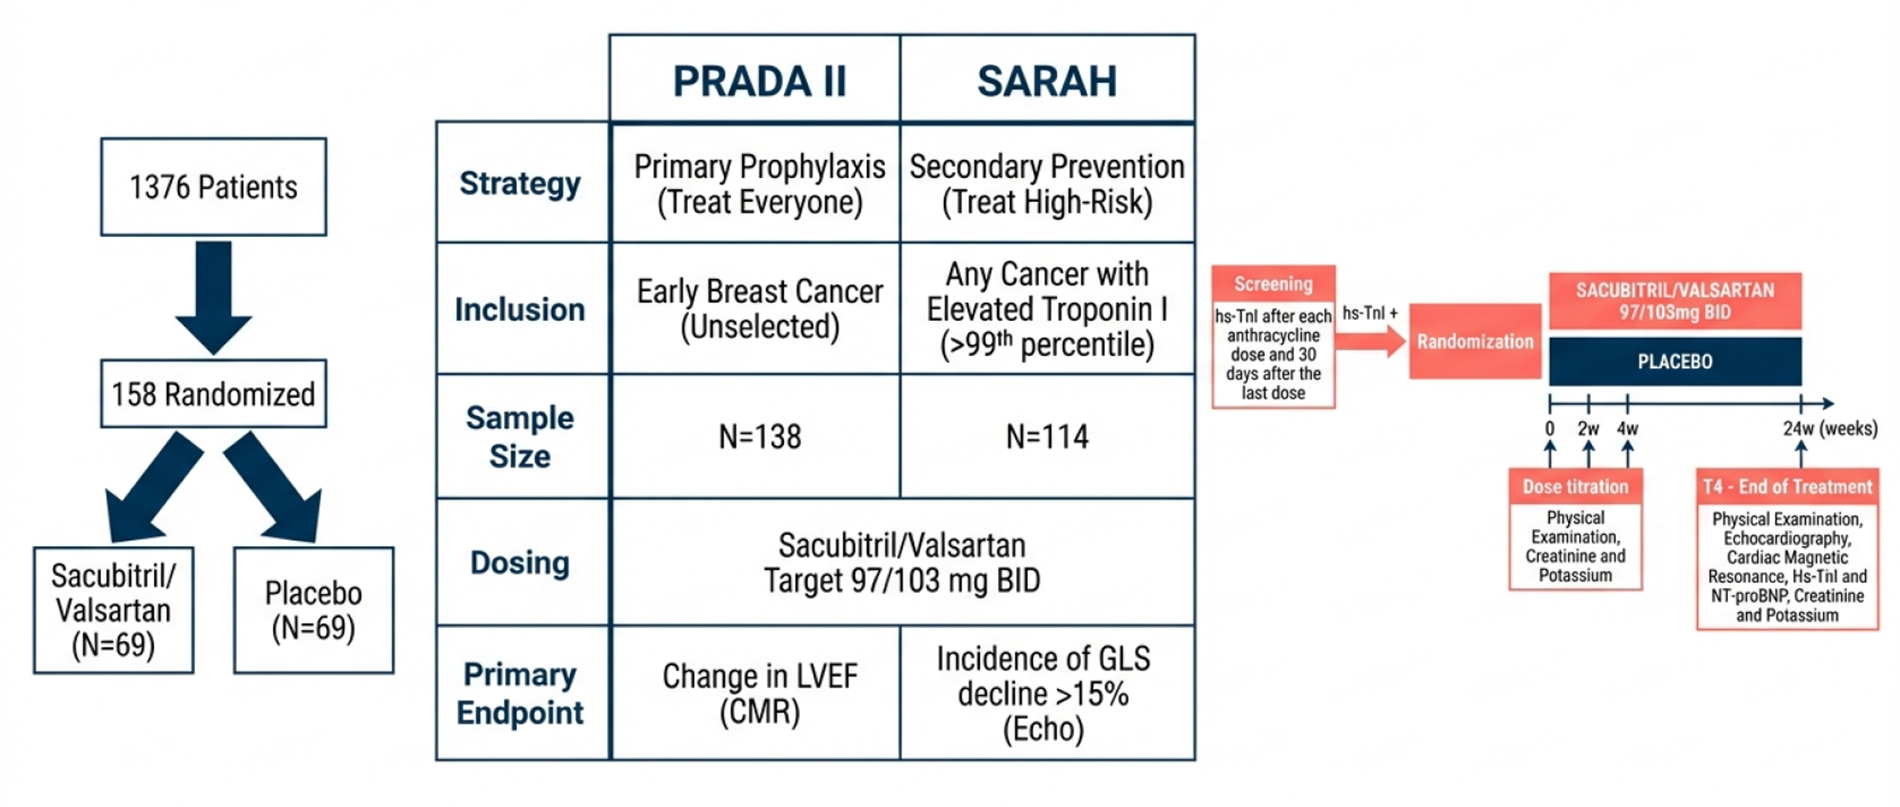 1376 Patients
158 Randomized
Sacubitril/
Valsartan
(N=69)
Placebo
(N=69)
PRADA II
SARAH
Strategy
Primary Prophylaxis
(Treat Everyone)
Secondary Prevention
(Treat High-Risk)
Inclusion
Early Breast Cancer
(Unselected)
Any Cancer with
Elevated Troponin I
(>99th percentile)
Sample
Size
N=138
N=114
Dosing
Sacubitril/Valsartan
Target 97/103 mg BID
Primary
Endpoint
Change in LVEF
(CMR)
Incidence of GLS
decline >15%
(Echo)
Screening
hs-TnI after each
anthracycline
dose and 30
days after the
last dose
hs-TnI +
Randomization
SACUBITRIL/VALSARTAN
97/103mg BID
PLACEBO
0 2w 4w 24w (weeks)
Dose titration
Physical
Examination,
Creatinine and
Potassium
T4 - End of Treatment
Physical Examination,
Echocardiography,
Cardiac Magnetic
Resonance, Hs-TnI and
NT-proBNP, Creatinine
and Potassium